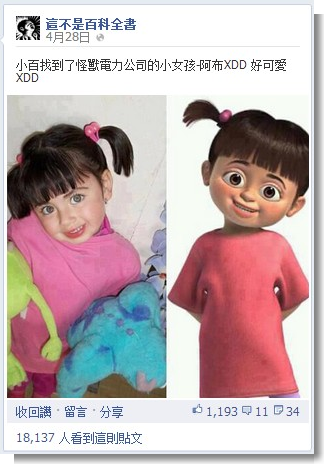 這不是百科全書
4月28日
小百找到了怪獸電力公司的小女孩-阿布XDD 好可愛
XDD
收回讚 · 留言 · 分享 1,193 11 34
18,137 人看到這則貼文